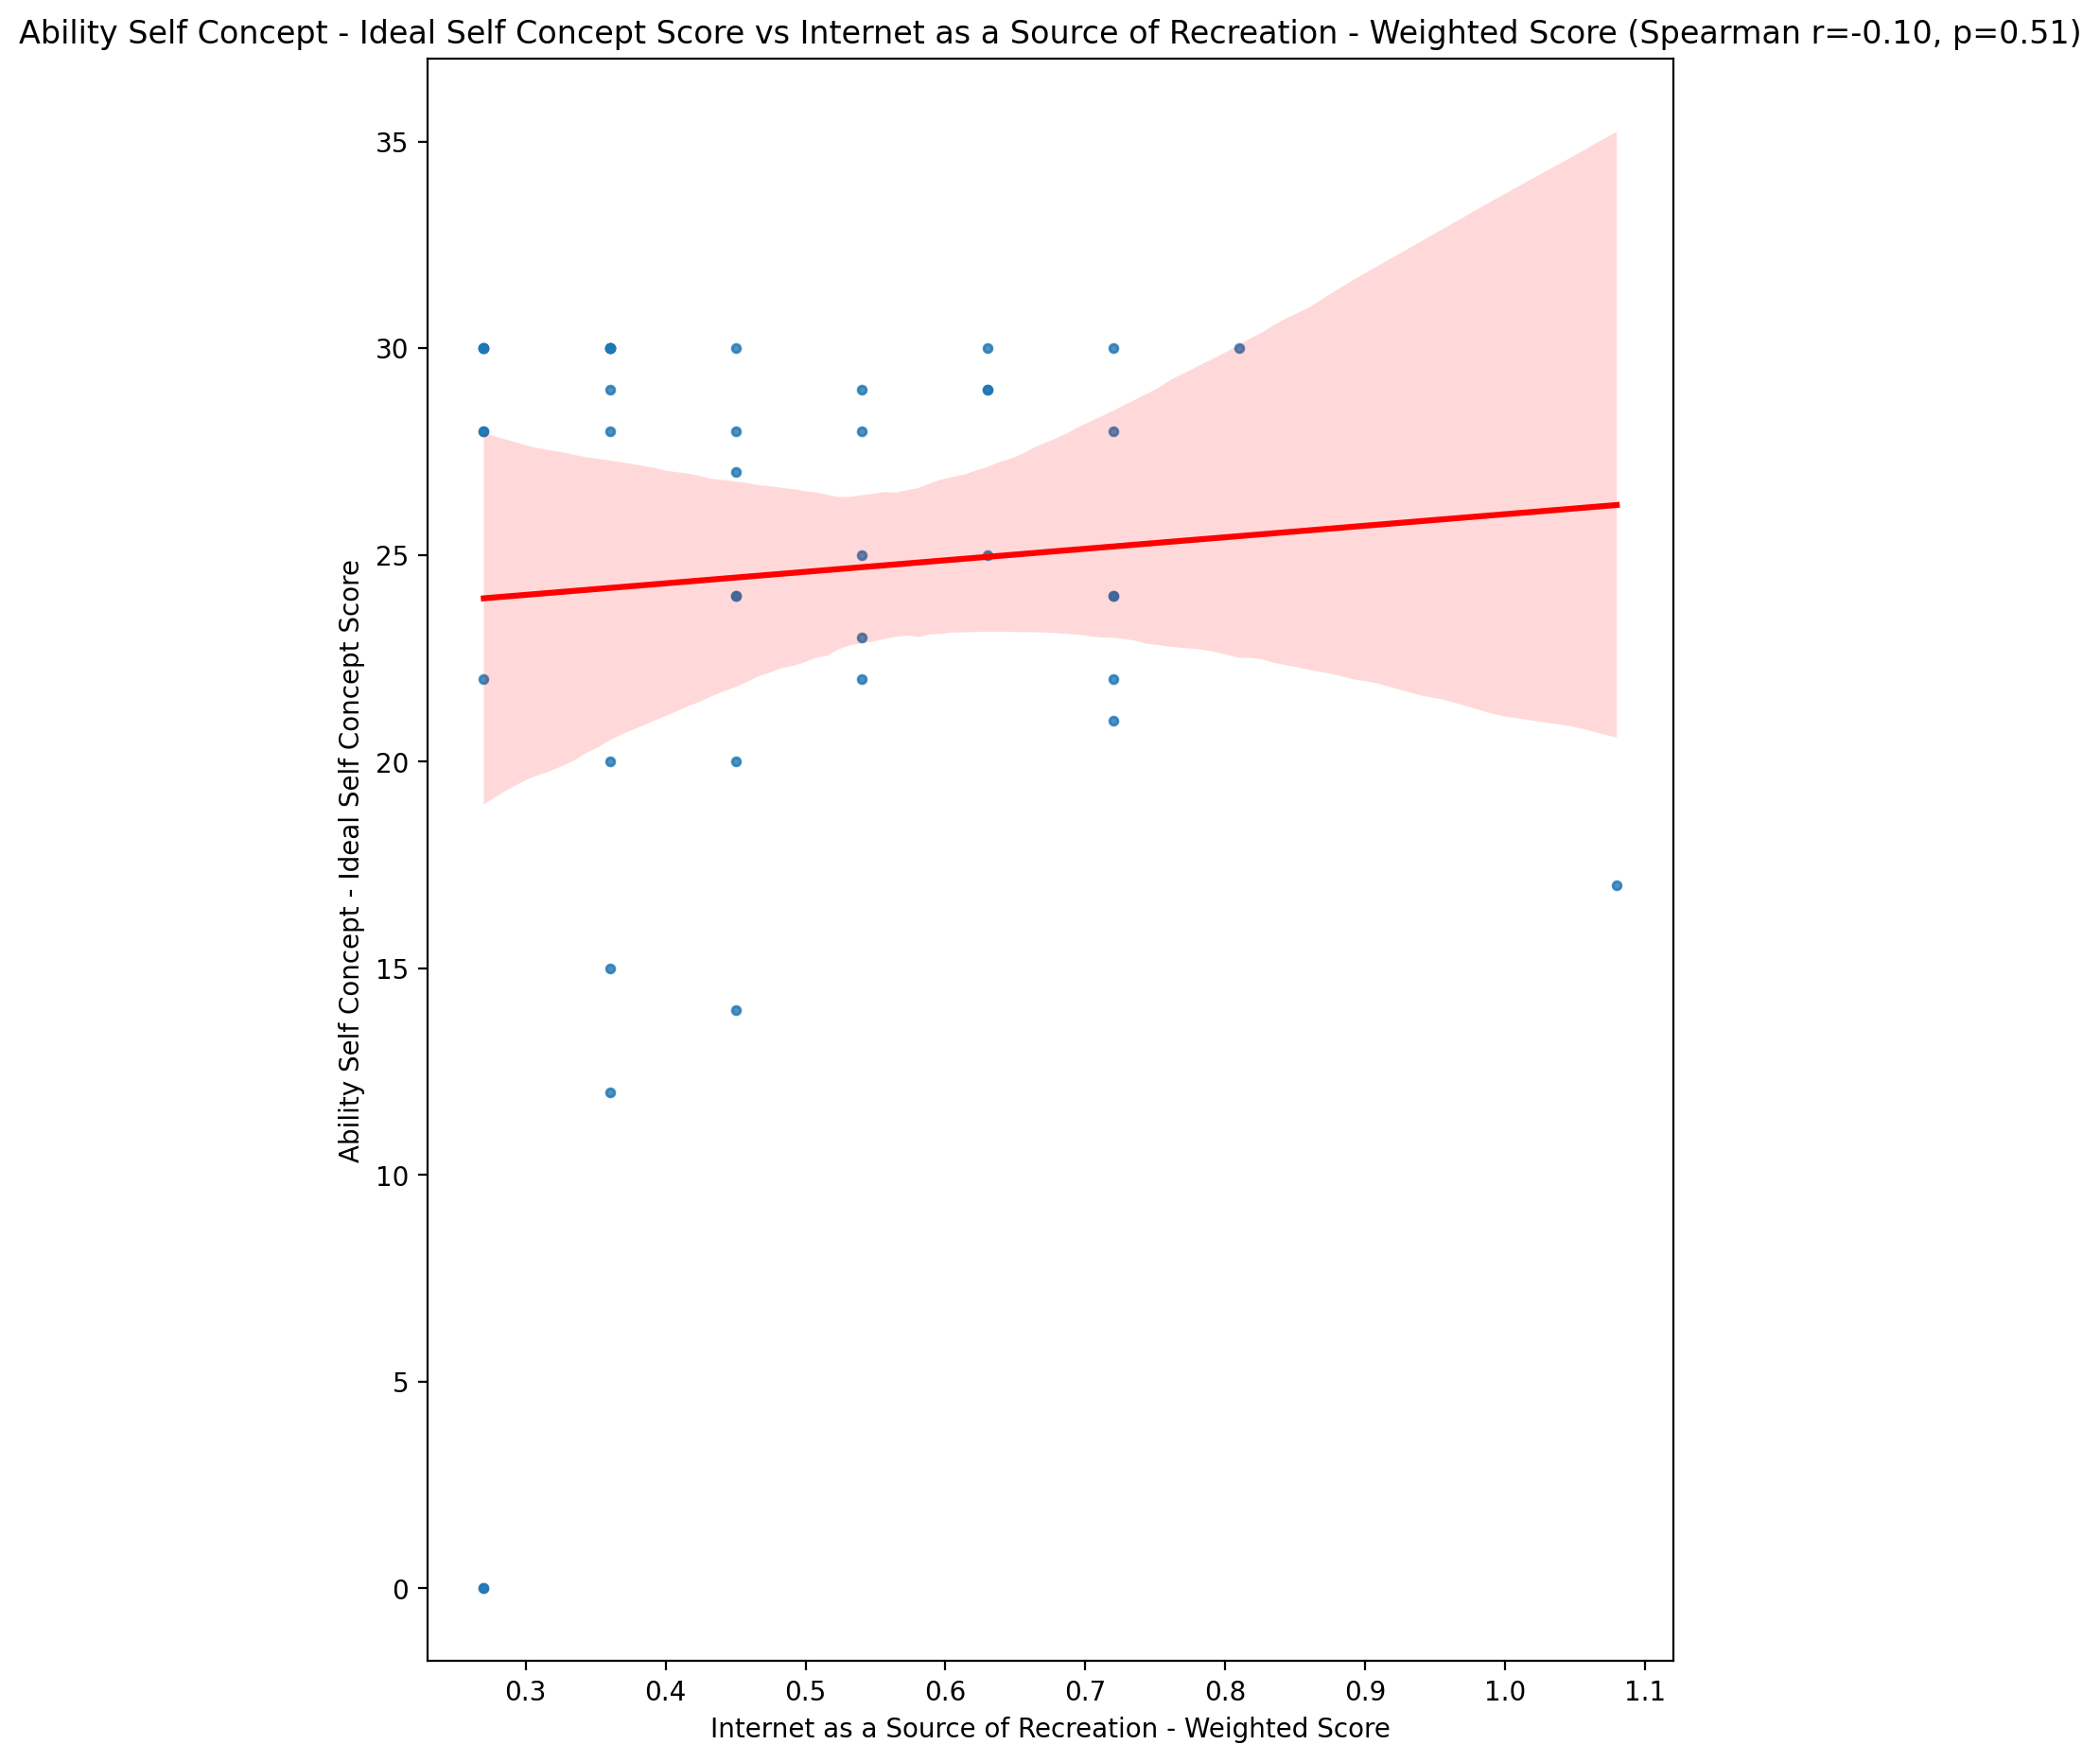 Ability Self Concept - Ideal Self Concept Score vs Internet as a Source of Recreation - Weighted Score (Spearman r=-0.10, p=0.51)
35
30
25
20
15
10
5
0
Ability Self Concept - Ideal Self Concept Score
0.3 0.4 0.5 0.6 0.7 0.8 0.9 1.0 1.1
Internet as a Source of Recreation - Weighted Score